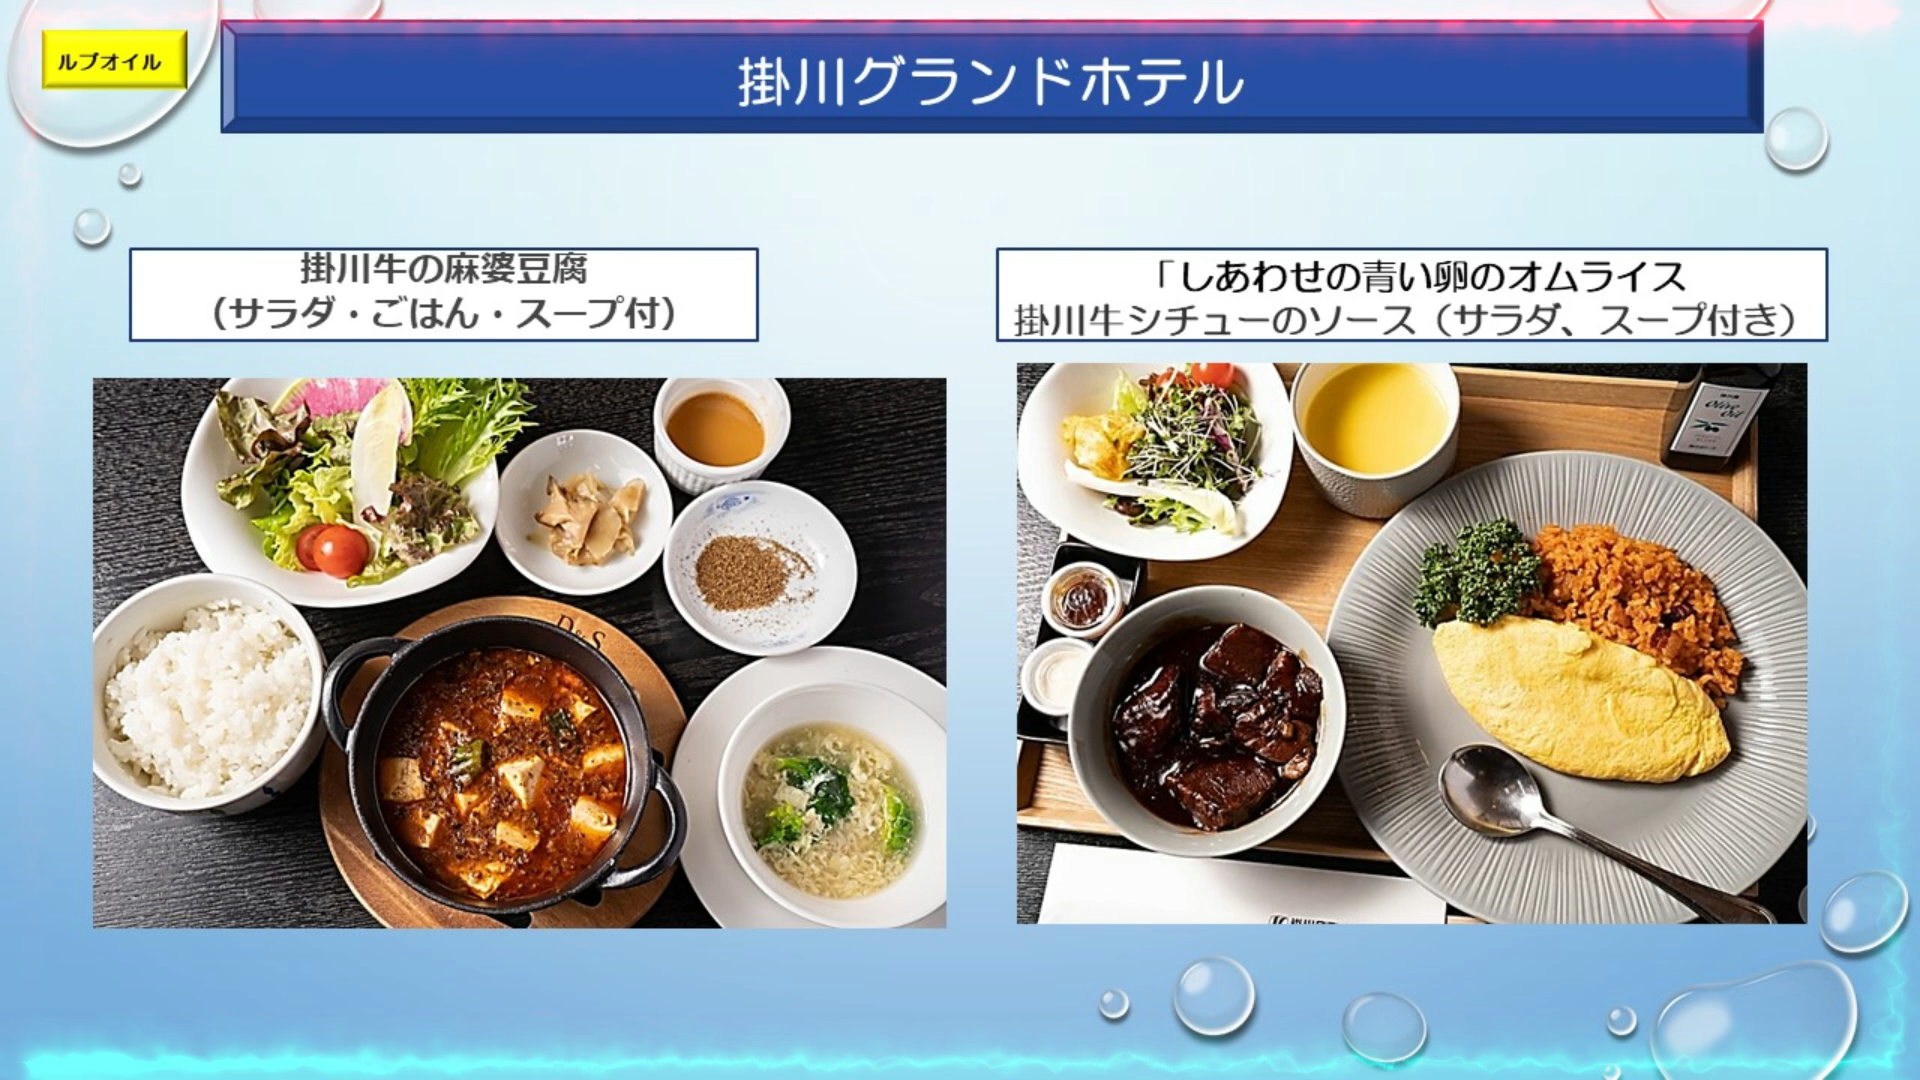 ルブオイル
掛川グランドホテル
掛川牛の麻婆豆腐
（サラダ・ごはん・スープ付）
「しあわせの青い卵のオムライス
掛川牛シチューのソース（サラダ、スープ付き）
Olive
Oil
D&S